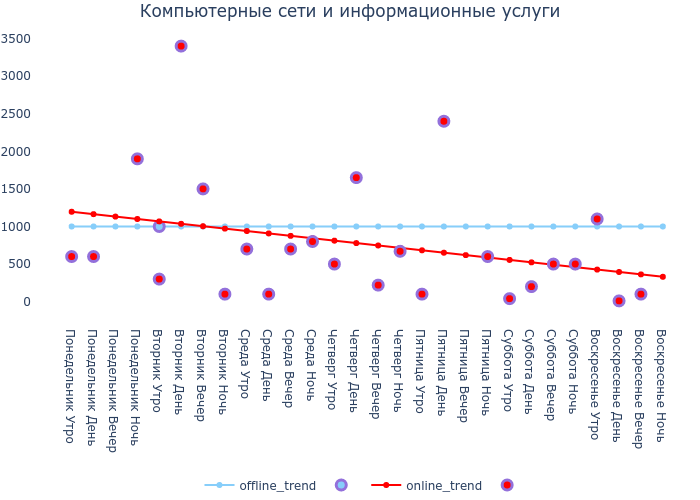 Компьютерные сети и информационные услуги
3500
3000
2500
2000
1500
1000
500
0
Понедельник Утро
Понедельник День
Понедельник Вечер
Понедельник Ночь
Вторник Утро
Вторник День
Вторник Вечер
Вторник Ночь
Среда Утро
Среда День
Среда Вечер
Среда Ночь
Четверг Утро
Четверг День
Четверг Вечер
Четверг Ночь
Пятница Утро
Пятница День
Пятница Вечер
Пятница Ночь
Суббота Утро
Суббота День
Суббота Вечер
Суббота Ночь
Воскресенье Утро
Воскресенье День
Воскресенье Вечер
Воскресенье Ночь
offline_trend online_trend